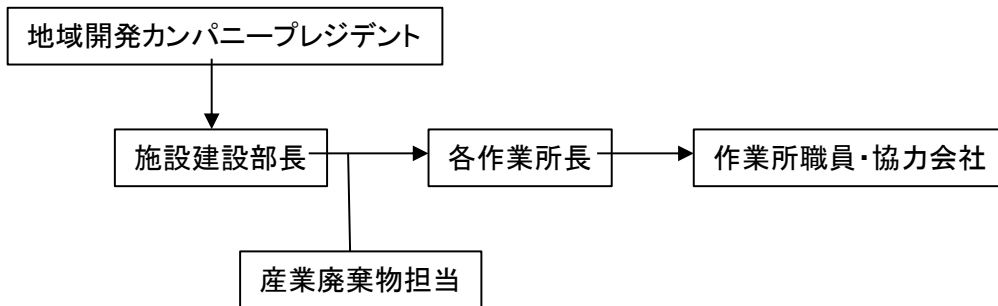 地域開発カンパニープレジデント
施設建設部長
各作業所長
作業所職員・協力会社
産業廃棄物担当